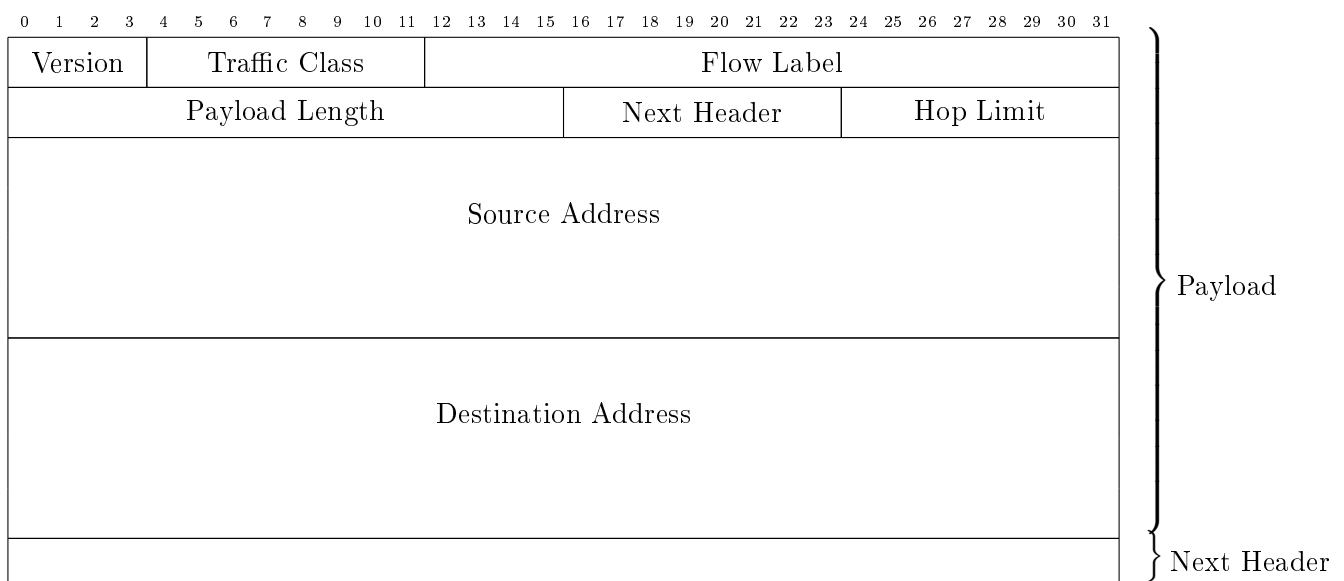 0 1 2 3 4 5 6 7 8 9 10 11 12 13 14 15 16 17 18 19 20 21 22 23 24 25 26 27 28 29 30 31
Version Traffic Class Flow Label
Payload Length Next Header Hop Limit
Source Address
Payload
Destination Address
Next Header